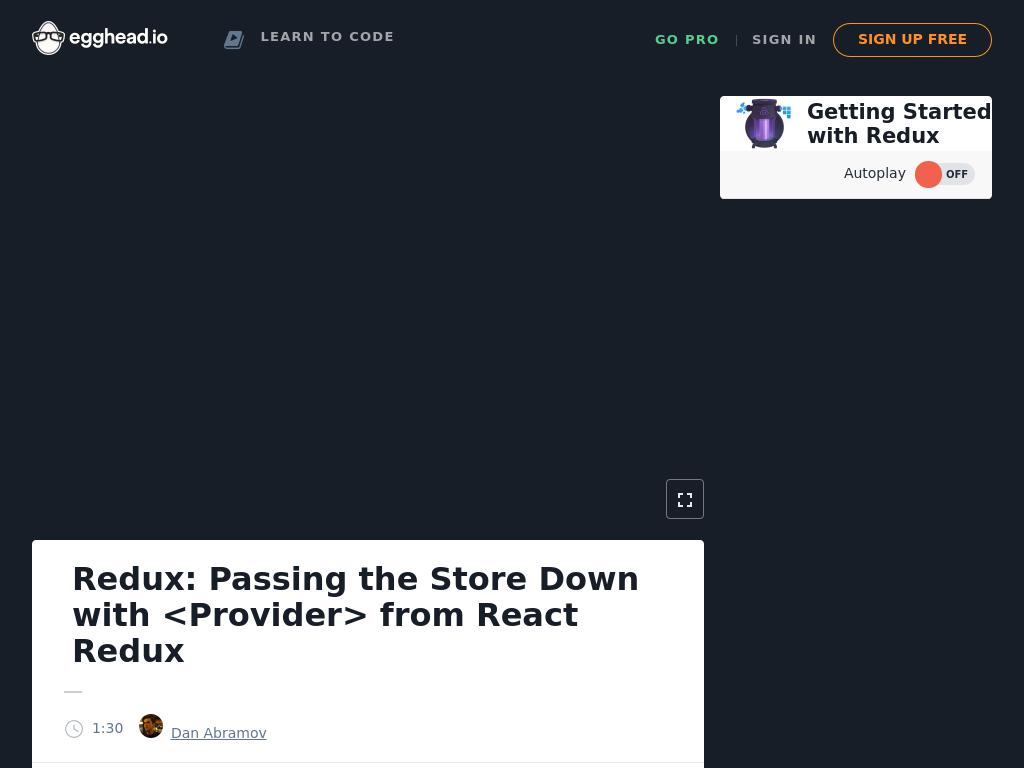 egghead.io
LEARN TO CODE
GO PRO
SIGN IN
SIGN UP FREE
Getting Started
with Redux
Autoplay
OFF
Redux: Passing the Store Down
with <Provider> from React
Redux
1:30
Dan Abramov